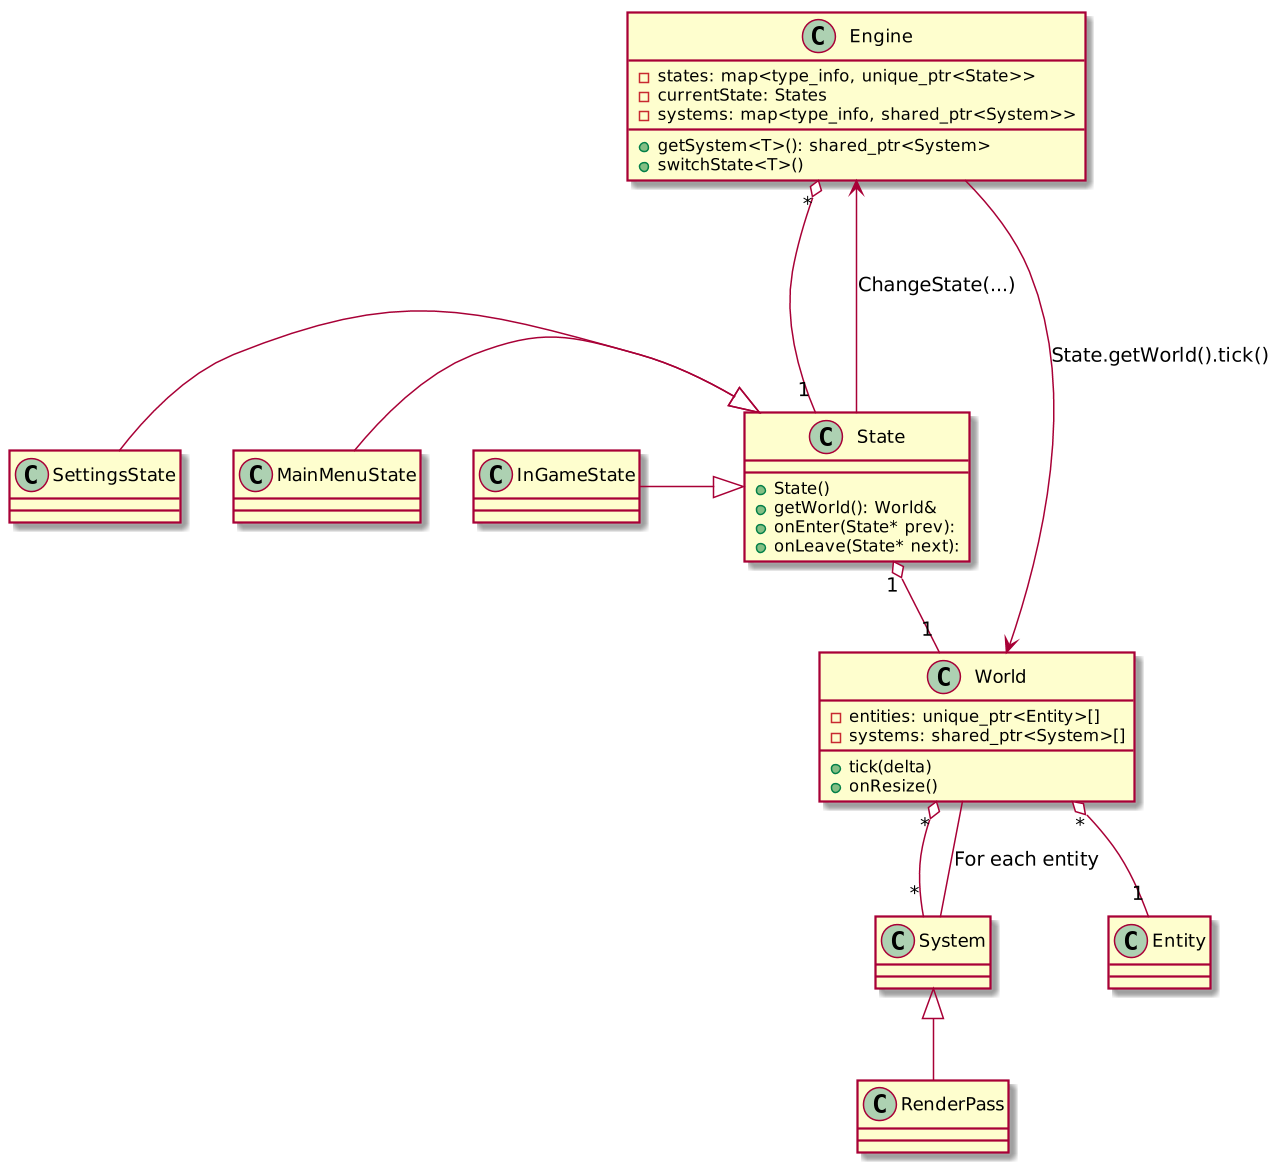 C Engine
states: map<type_info, unique_ptr<State>>
currentState: States
systems: map<type_info, shared_ptr<System>>
getSystem<T>(): shared_ptr<System>
switchState<T>()
*
ChangeState(...)
State.getWorld().tick()
1
C SettingsState
C MainMenuState
C InGameState
C State
State()
getWorld(): World&
onEnter(State* prev):
onLeave(State* next):
1
1
C World
entities: unique_ptr<Entity>[]
systems: shared_ptr<System>[]
tick(delta)
onResize()
*
*
For each entity
*
1
C System
C Entity
C RenderPass